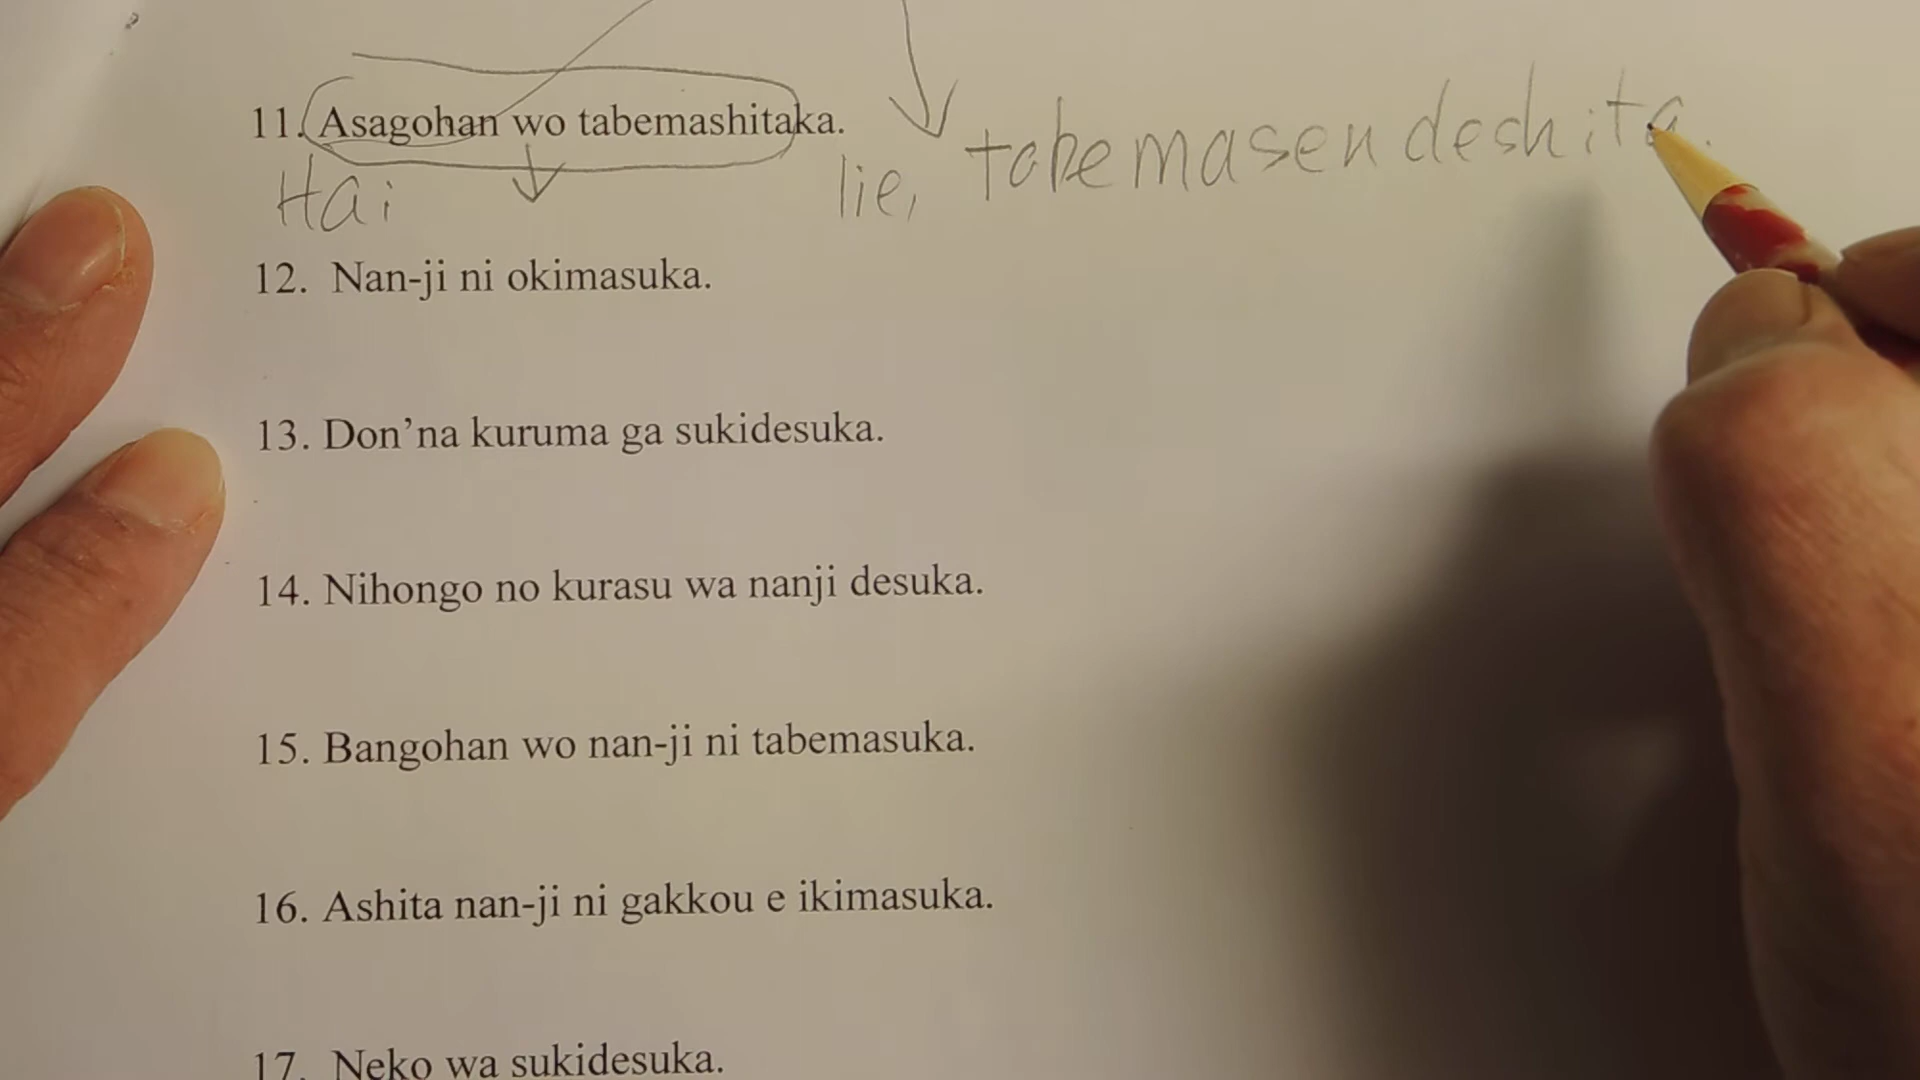 11. Asagohan wo tabemashitaka.
Hai
Iie, tabemasen deshita.
12. Nan-ji ni okimasuka.
13. Don’na kuruma ga sukidesuka.
14. Nihongo no kurasu wa nanji desuka.
15. Bangohan wo nan-ji ni tabemasuka.
16. Ashita nan-ji ni gakkou e ikimasuka.
17. Neko wa sukidesuka.